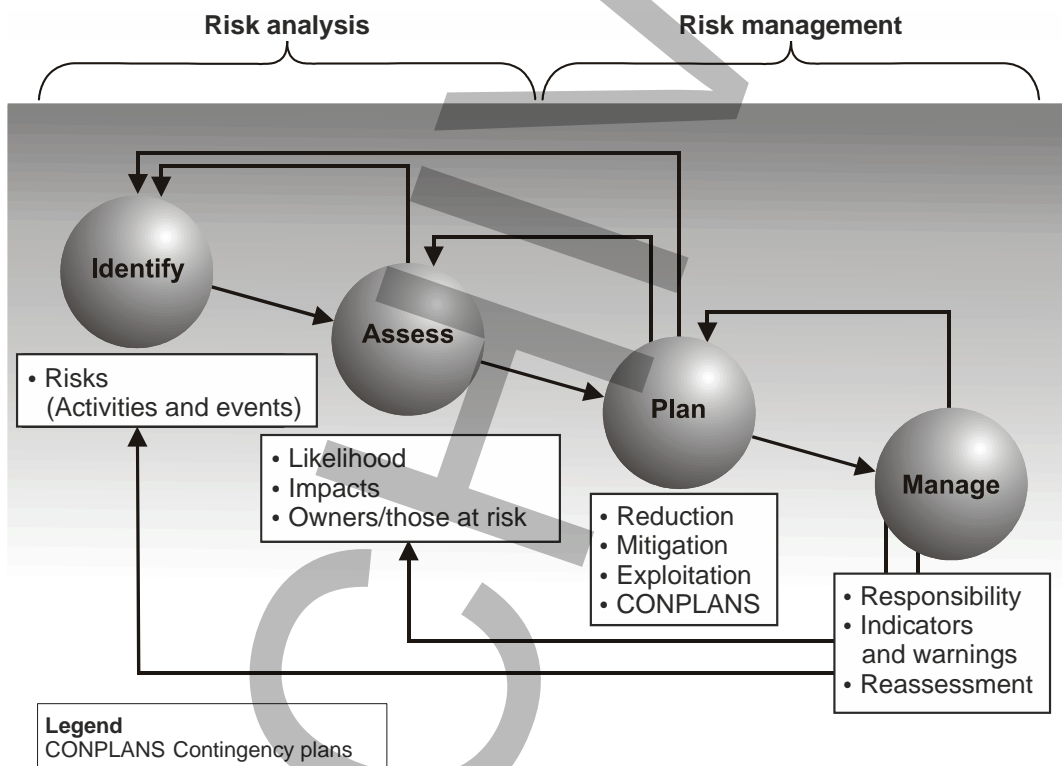 Risk analysis
Risk management
Identify
• Risks
(Activities and events)
Assess
• Likelihood
• Impacts
• Owners/those at risk
Plan
• Reduction
• Mitigation
• Exploitation
• CONPLANS
Manage
• Responsibility
• Indicators
and warnings
• Reassessment
Legend
CONPLANS Contingency plans